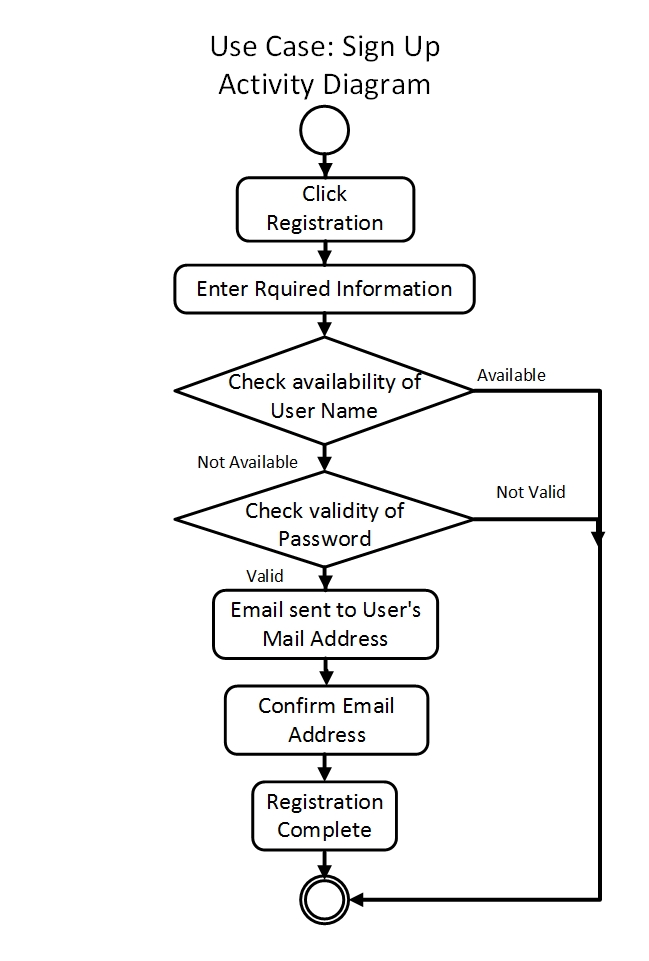 Use Case: Sign Up
Activity Diagram
Click
Registration
Enter Rquired Information
Check availability of
User Name
Available
Not Available
Check validity of
Password
Not Valid
Valid
Email sent to User's
Mail Address
Confirm Email
Address
Registration
Complete